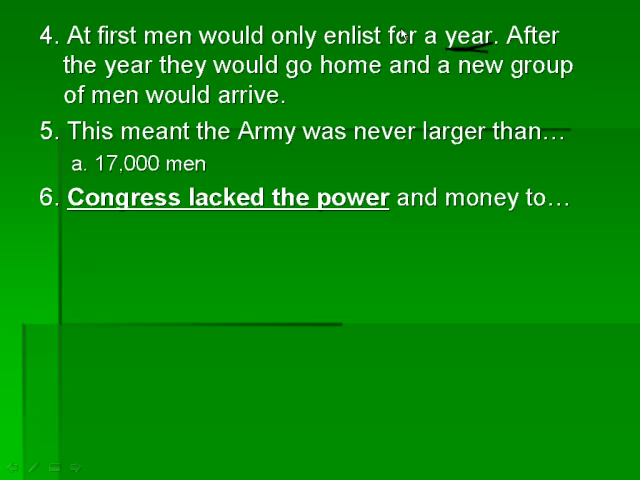 4. At first men would only enlist for a year. After
the year they would go home and a new group
of men would arrive.
5. This meant the Army was never larger than…
a. 17,000 men
6. Congress lacked the power and money to…